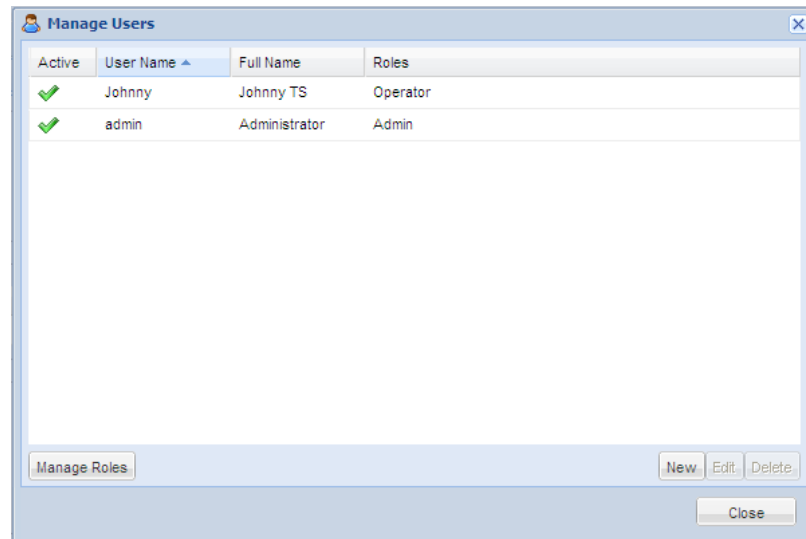 Manage Users
Active User Name Full Name Roles
Johnny Johnny TS Operator
admin Administrator Admin
Manage Roles New Edit Delete
Close